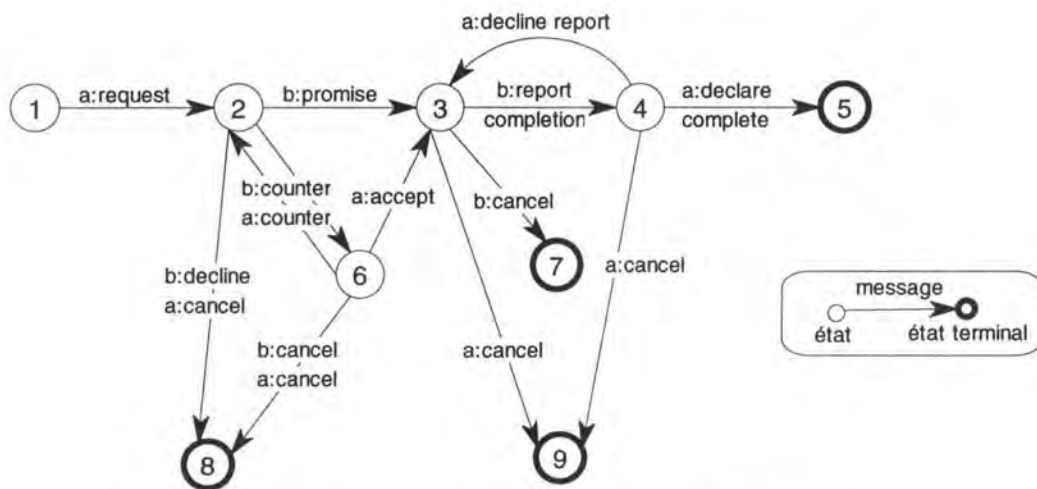 a:decline report
1
a:request
2
b:promise
3
b:report
completion
4
a:declare
complete
5
b:counter
a:counter
a:accept
b:cancel
6
7
b:decline
a:cancel
a:cancel
b:cancel
a:cancel
a:cancel
8
9
message
état
état terminal